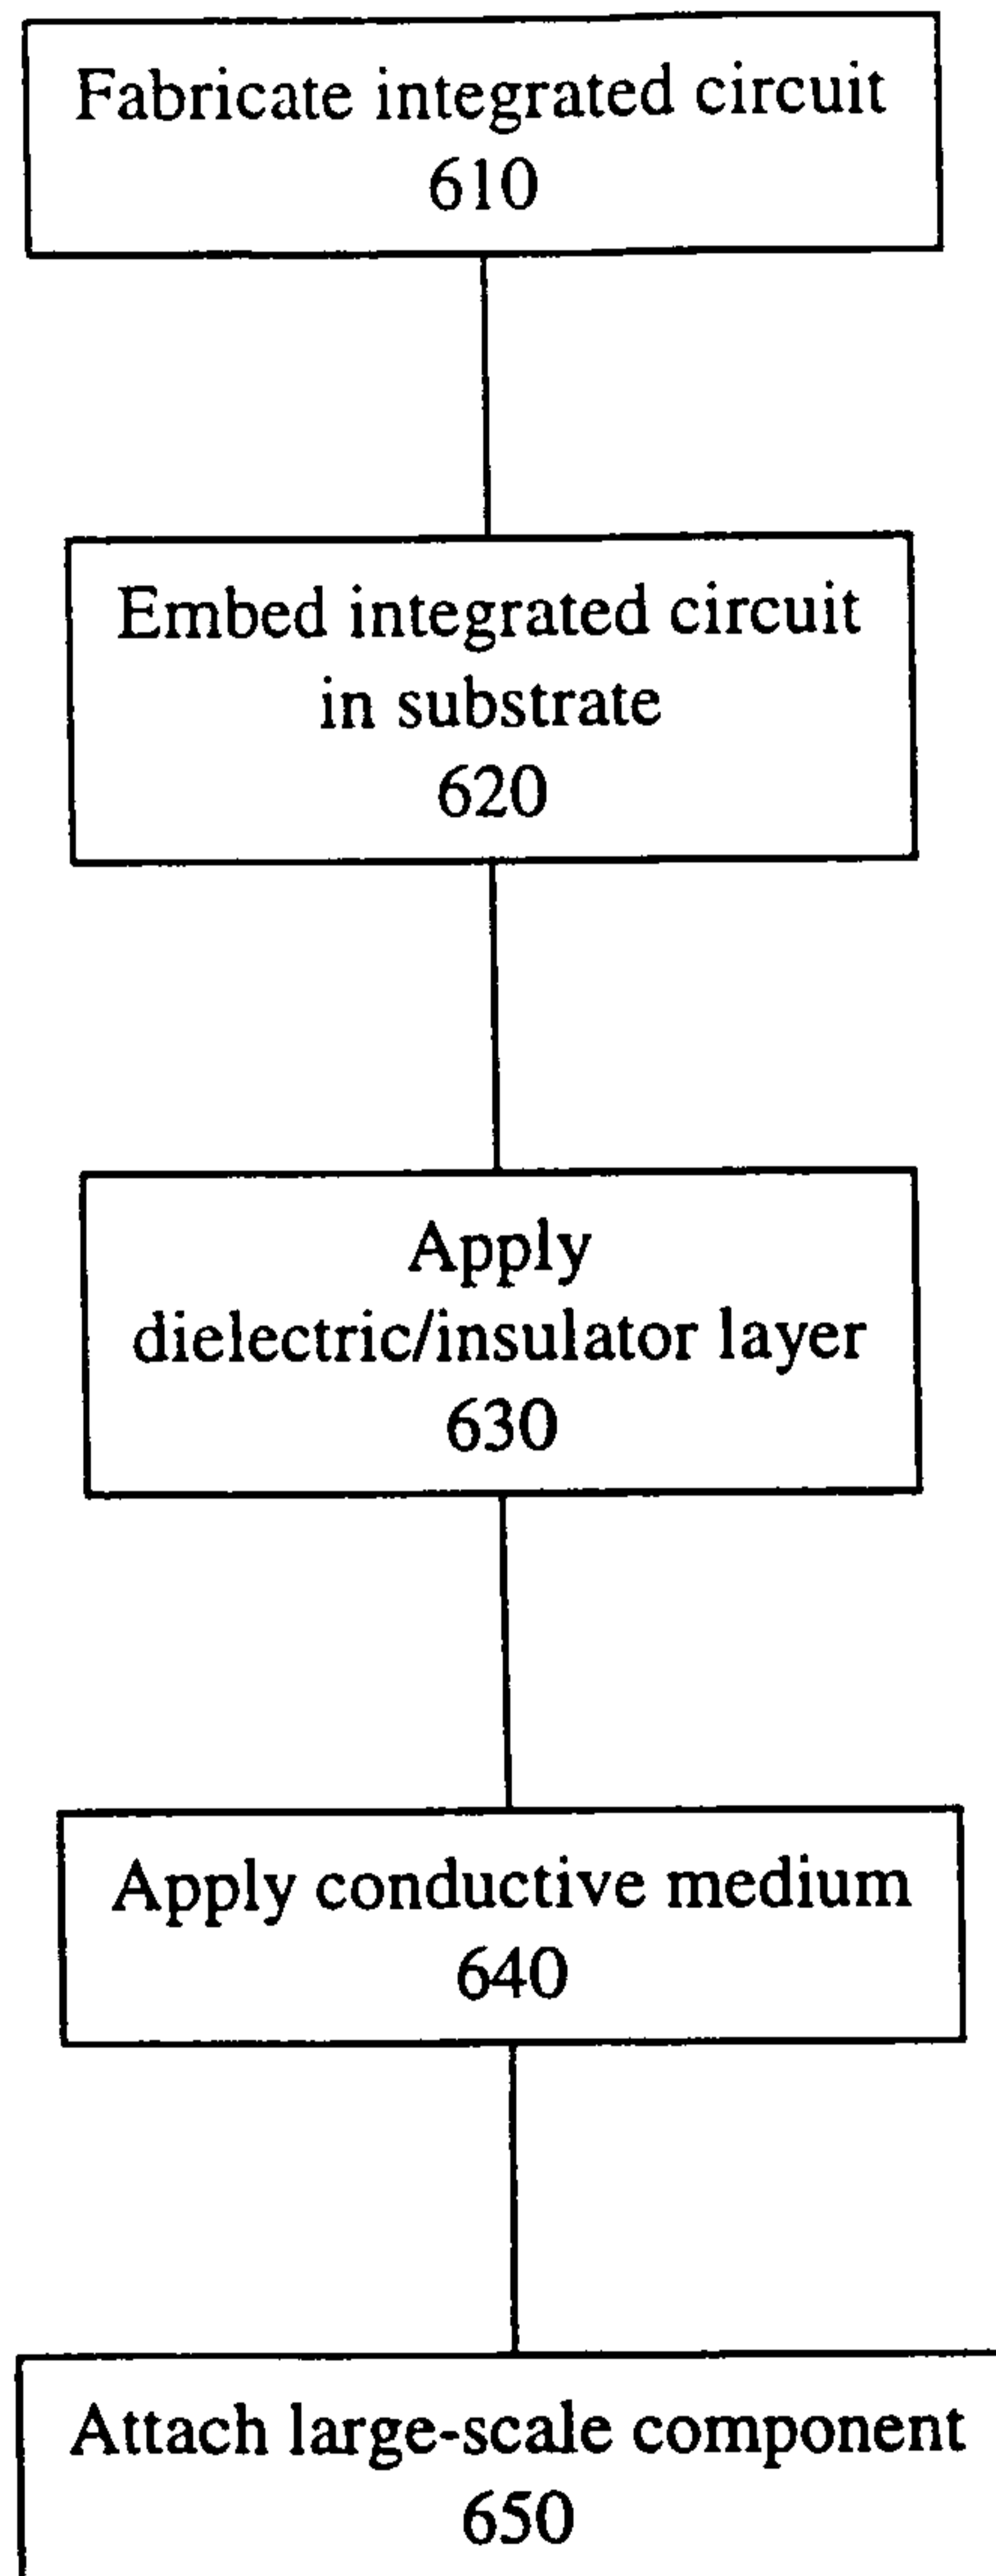 Fabricate integrated circuit
610
Embed integrated circuit
in substrate
620
Apply
dielectric/insulator layer
630
Apply conductive medium
640
Attach large-scale component
650